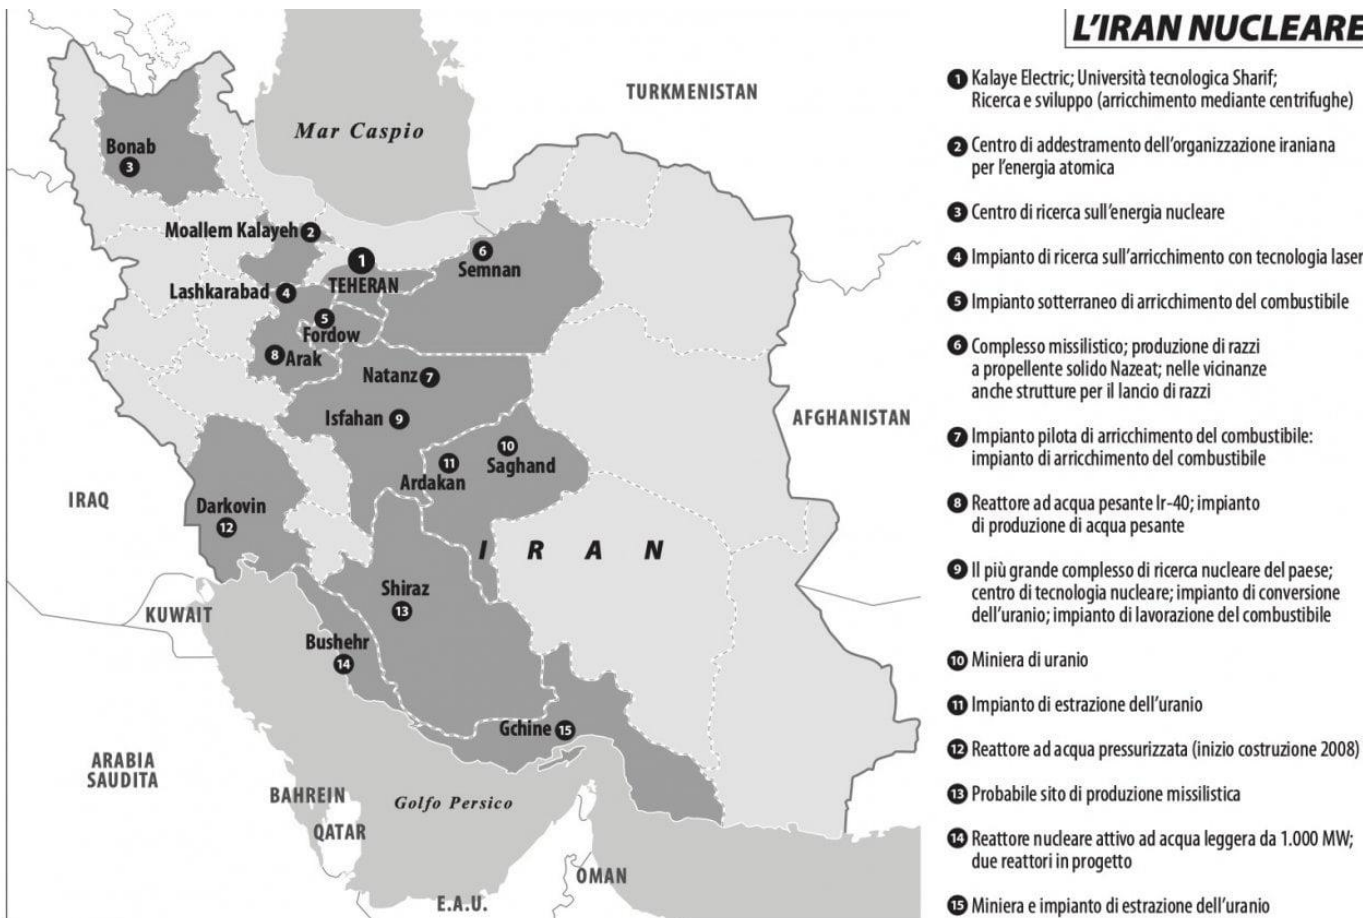 L'IRAN NUCLEARE
1 Kalaye Electric; Università tecnologica Sharif;
Ricerca e sviluppo (arricchimento mediante centrifughe)
2 Centro di addestramento dell'organizzazione iraniana
per l'energia atomica
3 Centro di ricerca sull'energia nucleare
4 Impianto di ricerca sull'arricchimento con tecnologia laser
5 Impianto sotterraneo di arricchimento del combustibile
6 Complesso missilistico; produzione di razzi
a propellente solido Nazeat; nelle vicinanze
anche strutture per il lancio di razzi
7 Impianto pilota di arricchimento del combustibile:
impianto di arricchimento del combustibile
8 Reattore ad acqua pesante Ir-40; impianto
di produzione di acqua pesante
9 Il più grande complesso di ricerca nucleare del paese;
centro di tecnologia nucleare; impianto di conversione
dell'uranio; impianto di lavorazione del combustibile
10 Miniera di uranio
11 Impianto di estrazione dell'uranio
12 Reattore ad acqua pressurizzata (inizio costruzione 2008)
13 Probabile sito di produzione missilistica
14 Reattore nucleare attivo ad acqua leggera da 1.000 MW;
due reattori in progetto
15 Miniera e impianto di estrazione dell'uranio
TURKMENISTAN
Mar Caspio
Bonab
3
Moallem Kalayeh 2
1
TEHERAN
6
Semnan
Lashkarabad 4
5
Fordow
8 Arak
Natanz 7
Isfahan 9
AFGHANISTAN
10
Saghand
11
Ardakan
IRAQ
Darkovin
12
IRAN
Shiraz
13
KUWAIT
Bushehr
14
Gchine 15
ARABIA
SAUDITA
BAHREIN
Golfo Persico
QATAR
OMAN
E.A.U.